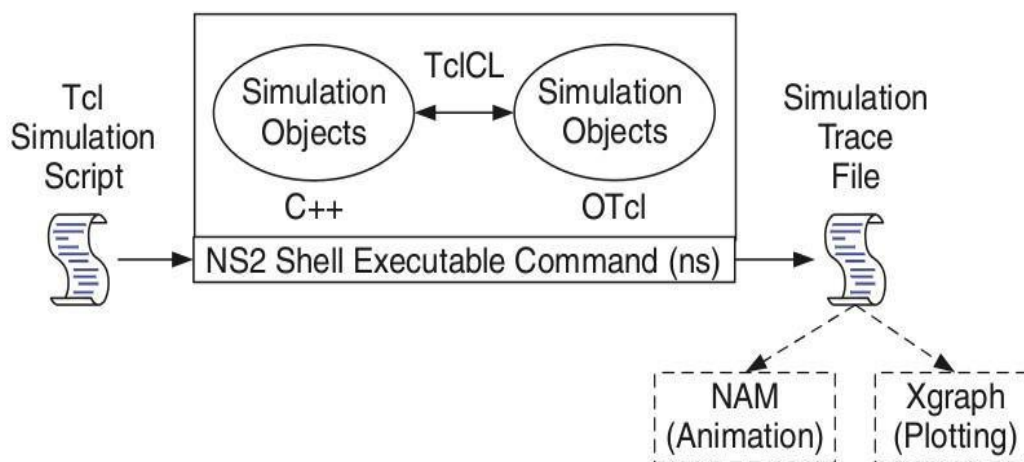 Tcl
Simulation
Script
TclCL
Simulation
Objects
Simulation
Objects
C++
OTcl
NS2 Shell Executable Command (ns)
Simulation
Trace
File
NAM
(Animation)
Xgraph
(Plotting)